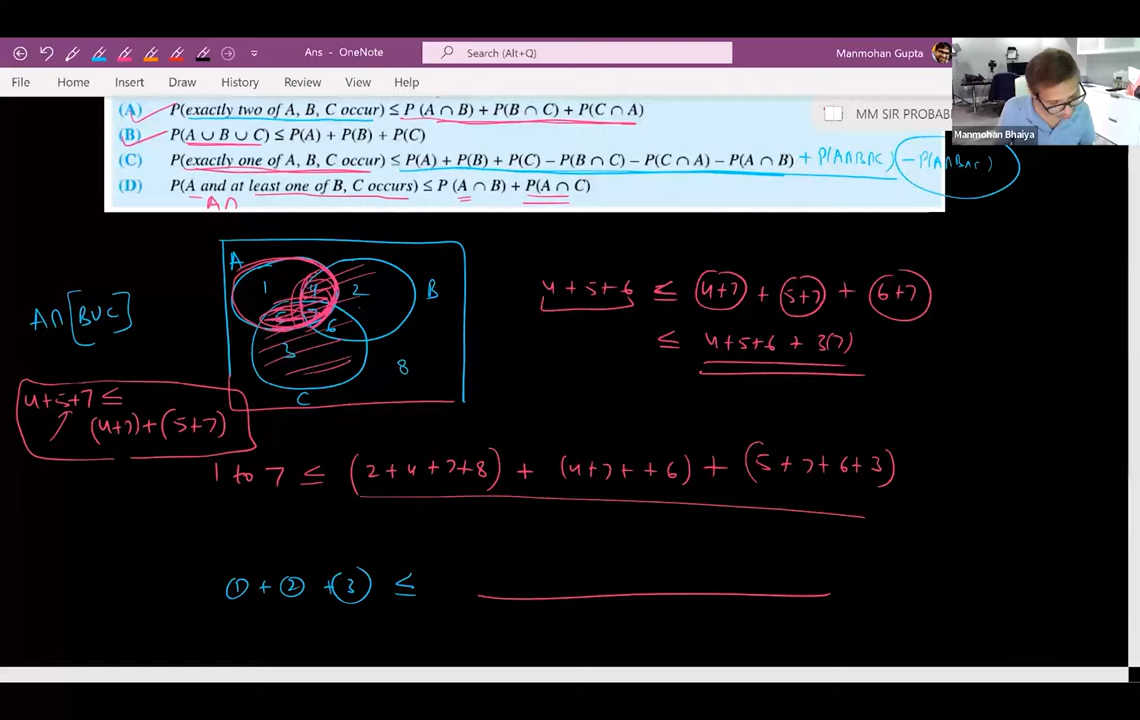 Ans - OneNote
Search (Alt+Q)
Manmohan Gupta
File Home Insert Draw History Review View Help
(A) P(exactly two of A, B, C occur) ≤ P (A ∩ B) + P(B ∩ C) + P(C ∩ A)
MM SIR PROBAB
Manmohan Bhaiya
(B) P(A ∪ B ∪ C) ≤ P(A) + P(B) + P(C)
(C) P(exactly one of A, B, C occur) ≤ P(A) + P(B) + P(C) − P(B ∩ C) − P(C ∩ A) − P(A ∩ B) + P(A∩B∩C) − P(A∩B∩C)
(D) P(A and at least one of B, C occurs) ≤ P (A ∩ B) + P(A ∩ C)
A∩
A
1 4 2 B
5 7 6
3
8
C
A∩[B∪C]
4+5+6 ≤ (4+7) + (5+7) + (6+7)
≤ 4+5+6 + 3(7)
4+5+7 ≤
(4+7)+(5+7)
1 to 7 ≤ (2+4+7+8) + (4+7++6) + (5+7+6+3)
① + ② + ③ ≤